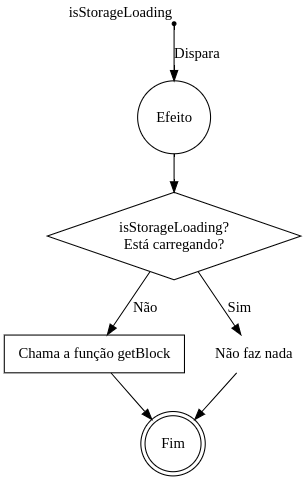 isStorageLoading
Dispara
Efeito
isStorageLoading?
Está carregando?
Não
Sim
Chama a função getBlock
Não faz nada
Fim